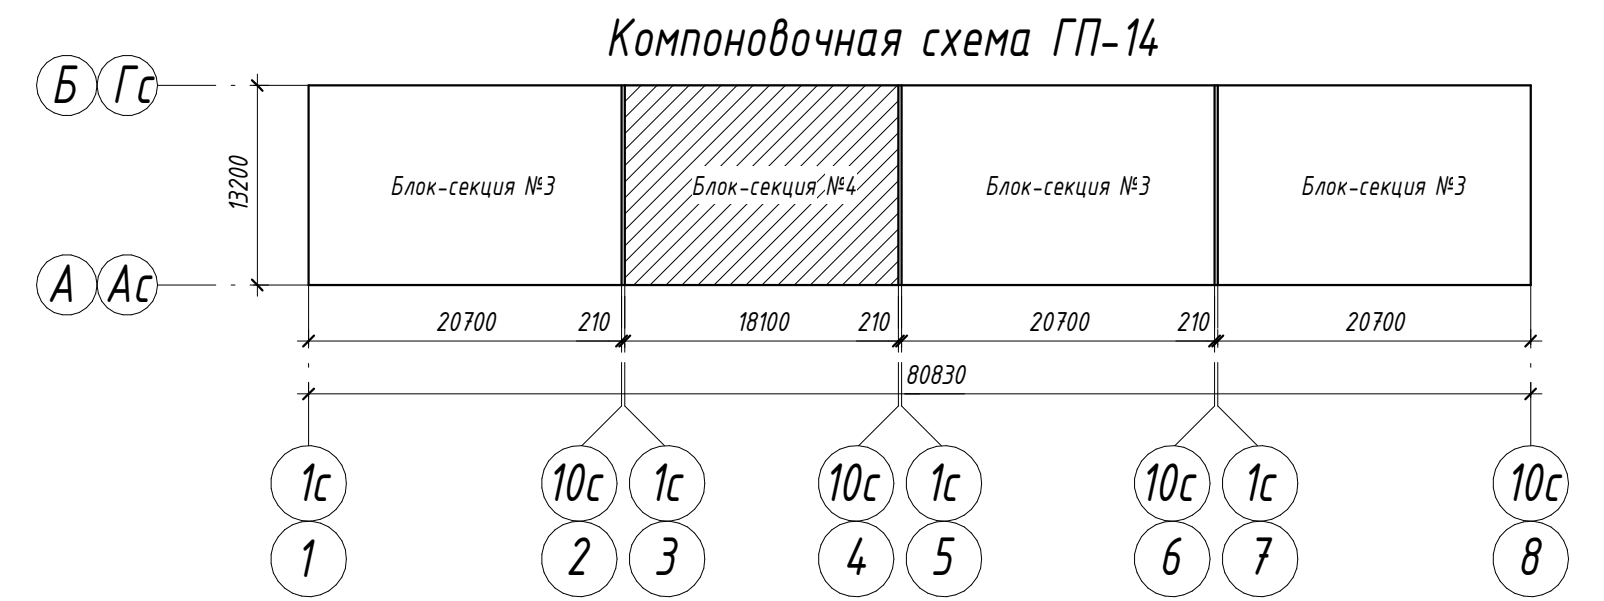 Компоновочная схема ГП-14
Б Гс
13200
Блок-секция №3 Блок-секция №4 Блок-секция №3 Блок-секция №3
А Ас
20700 210 18100 210 20700 210 20700
80830
1с 10с 1с 10с 1с 10с 1с 10с
1 2 3 4 5 6 7 8